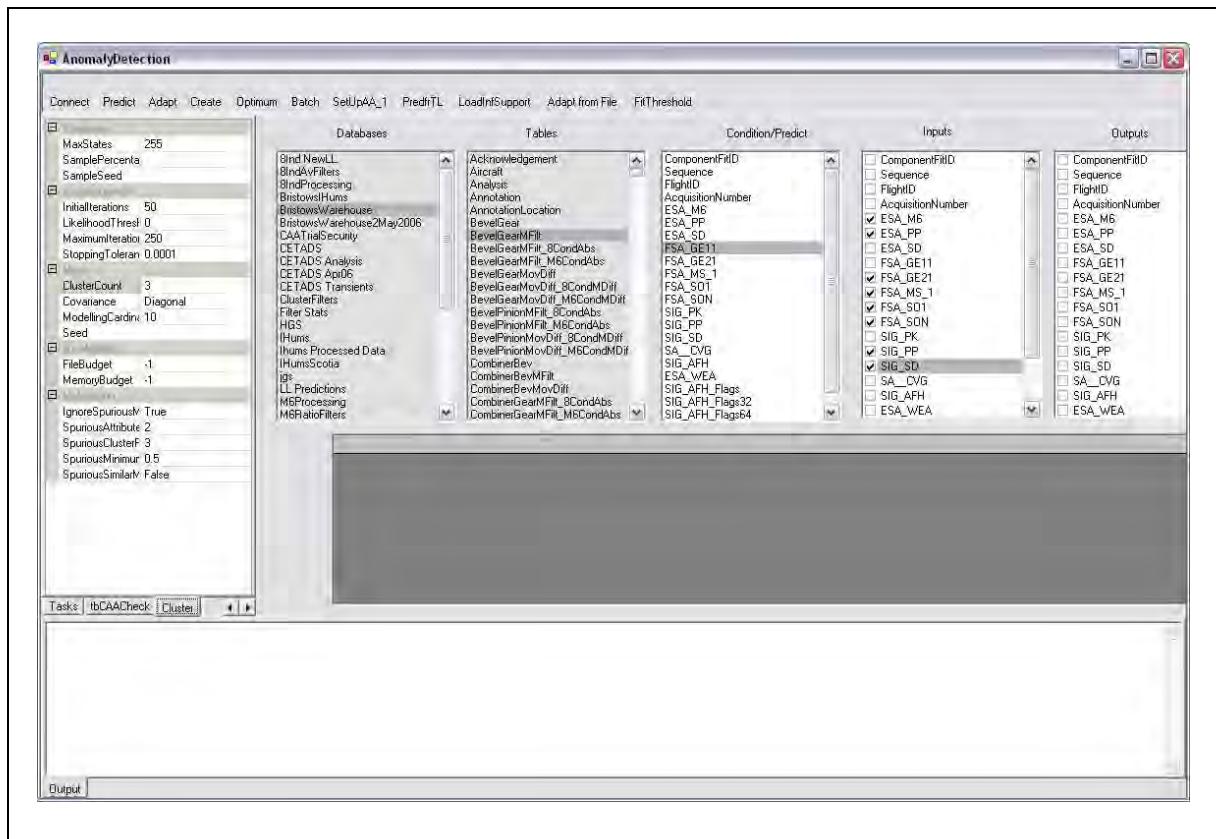 AnomalyDetection
Connect Predict Adapt Create Optimum Batch SetUpAA_1 PredfrTL LoadInfSupport Adapt from File FitThreshold
MaxStates 255
SamplePercenta
SampleSeed
InitialIterations 50
LikelihoodThresl 0
MaximumIteratior 250
StoppingToleran 0.0001
ClusterCount 3
Covariance Diagonal
ModellingCardin 10
Seed
FileBudget -1
MemoryBudget -1
IgnoreSpuriousM True
SpuriousAttribute 2
SpuriousClusterF 3
SpuriousMinimur 0.5
SpuriousSimilarM False
Tasks tbCAACheck Cluster
Databases
8Ind NewLL
8IndAvFilters
8IndProcessing
BristowsIHums
BristowsWarehouse
BristowsWarehouse2May2006
CAATrialSecurity
CETADS
CETADS Analysis
CETADS Apr06
CETADS Transients
ClusterFilters
Filter Stats
HGS
IHums
Ihums Processed Data
IHumsScotia
jgs
LL Predictions
M6Processing
M6RatioFilters
Tables
Acknowledgement
Aircraft
Analysis
Annotation
AnnotationLocation
BevelGear
BevelGearMFilt
BevelGearMFilt_8CondAbs
BevelGearMFilt_M6CondAbs
BevelGearMovDiff
BevelGearMovDiff_8CondMDiff
BevelGearMovDiff_M6CondMDiff
BevelPinionMFilt_8CondAbs
BevelPinionMFilt_M6CondAbs
BevelPinionMovDiff_8CondMDiff
BevelPinionMovDiff_M6CondMDif
CombinerBev
CombinerBevMFilt
CombinerBevMovDiff
CombinerGearMFilt_8CondAbs
CombinerGearMFilt_M6CondAbs
Condition/Predict
ComponentFitID
Sequence
FlightID
AcquisitionNumber
ESA_M6
ESA_PP
ESA_SD
FSA_GE11
FSA_GE21
FSA_MS_1
FSA_SO1
FSA_SON
SIG_PK
SIG_PP
SIG_SD
SA__CVG
SIG_AFH
ESA_WEA
SIG_AFH_Flags
SIG_AFH_Flags32
SIG_AFH_Flags64
Inputs
ComponentFitID
Sequence
FlightID
AcquisitionNumber
ESA_M6
ESA_PP
ESA_SD
FSA_GE11
FSA_GE21
FSA_MS_1
FSA_SO1
FSA_SON
SIG_PK
SIG_PP
SIG_SD
SA__CVG
SIG_AFH
ESA_WEA
Outputs
ComponentFitID
Sequence
FlightID
AcquisitionNumber
ESA_M6
ESA_PP
ESA_SD
FSA_GE11
FSA_GE21
FSA_MS_1
FSA_SO1
FSA_SON
SIG_PK
SIG_PP
SIG_SD
SA__CVG
SIG_AFH
ESA_WEA
Output